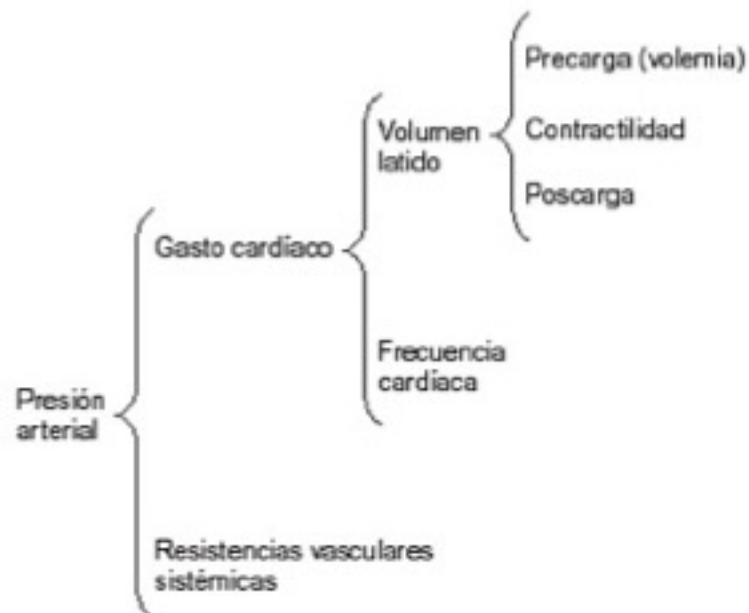 Precarga (volemia)
Volumen
latido
Contractilidad
Poscarga
Gasto cardíaco
Frecuencia
cardíaca
Presión
arterial
Resistencias vasculares
sistémicas